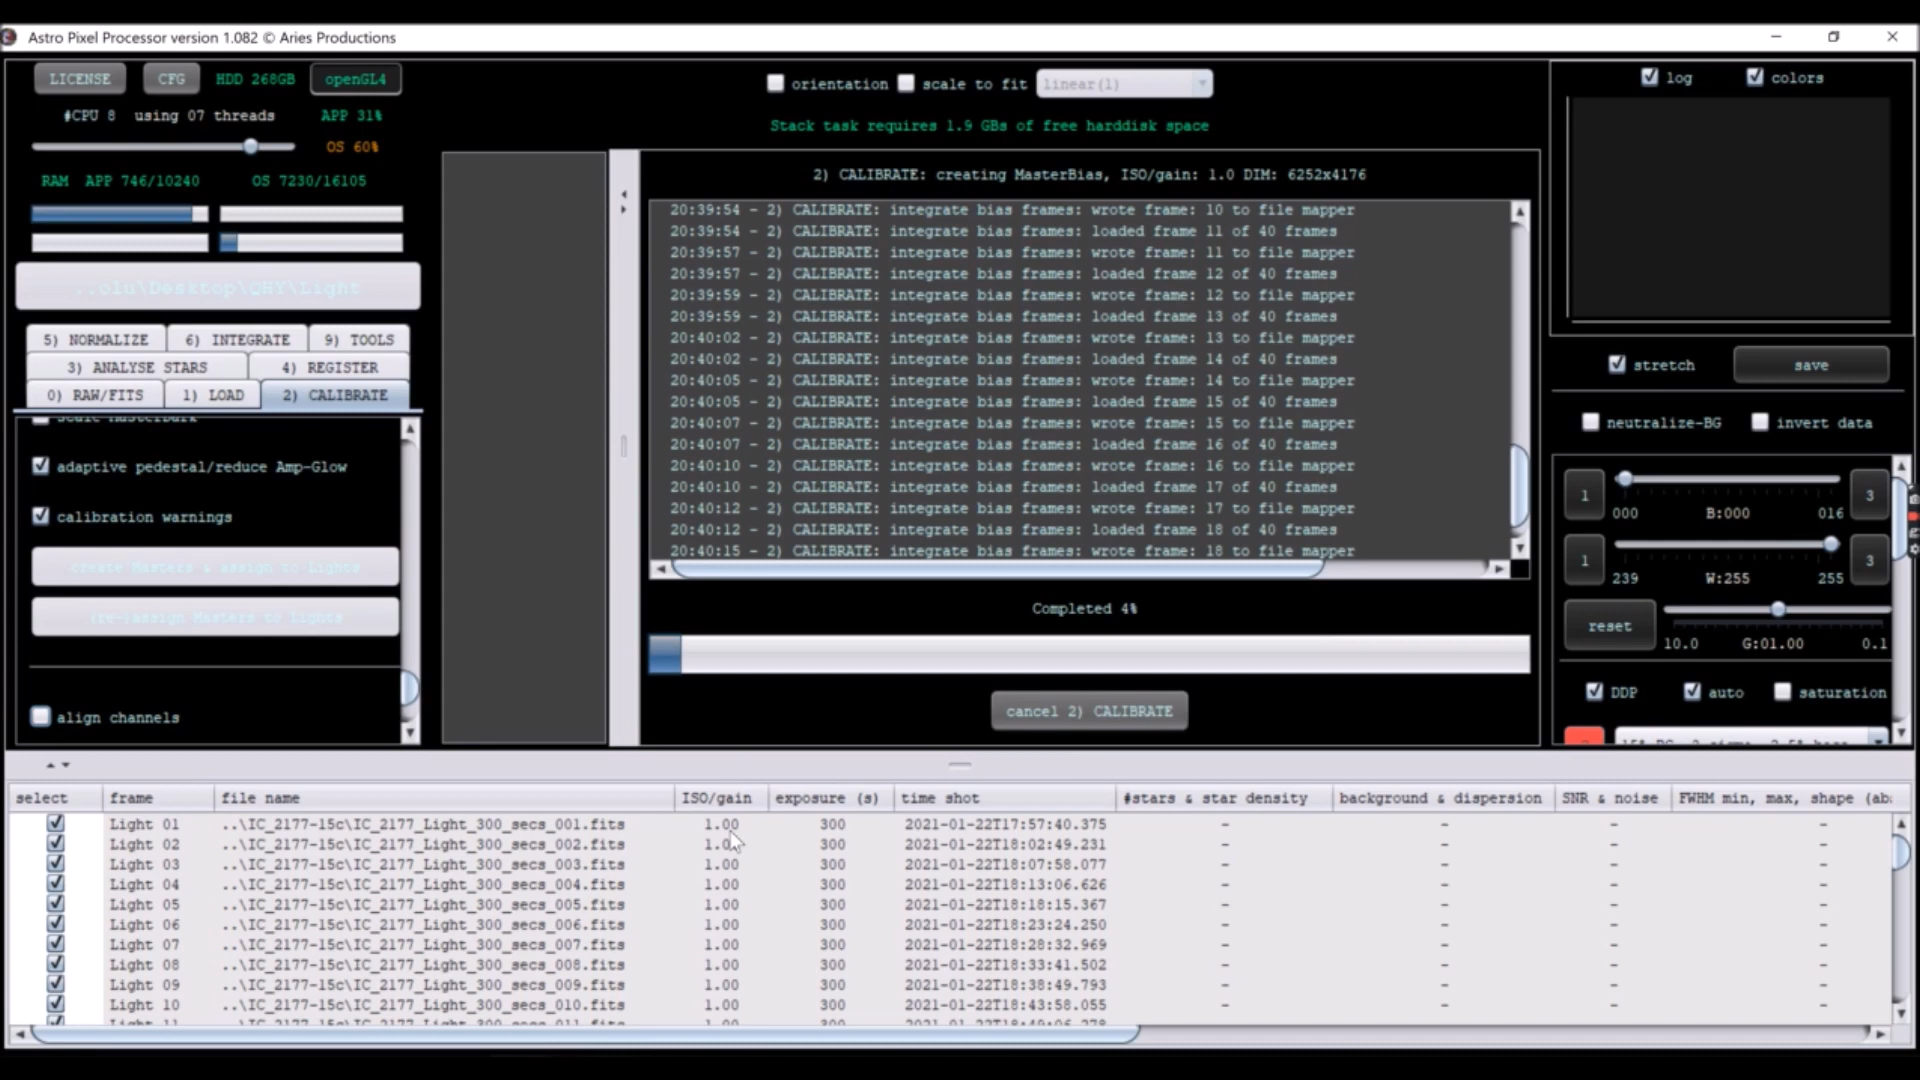 Astro Pixel Processor version 1.082 © Aries Productions
LICENSE CFG HDD 268GB openGL4
#CPU 8 using 07 threads APP 31%
OS 60%
RAM APP 746/10240 OS 7230/16105
..olu\Desktop\QHY\Light
5) NORMALIZE 6) INTEGRATE 9) TOOLS
3) ANALYSE STARS 4) REGISTER
0) RAW/FITS 1) LOAD 2) CALIBRATE
scale MasterDark
adaptive pedestal/reduce Amp-Glow
calibration warnings
create Masters & assign to Lights
(re-)assign Masters to Lights
align channels
orientation scale to fit linear(1)
Stack task requires 1.9 GBs of free harddisk space
2) CALIBRATE: creating MasterBias, ISO/gain: 1.0 DIM: 6252x4176
20:39:54 - 2) CALIBRATE: integrate bias frames: wrote frame: 10 to file mapper
20:39:54 - 2) CALIBRATE: integrate bias frames: loaded frame 11 of 40 frames
20:39:57 - 2) CALIBRATE: integrate bias frames: wrote frame: 11 to file mapper
20:39:57 - 2) CALIBRATE: integrate bias frames: loaded frame 12 of 40 frames
20:39:59 - 2) CALIBRATE: integrate bias frames: wrote frame: 12 to file mapper
20:39:59 - 2) CALIBRATE: integrate bias frames: loaded frame 13 of 40 frames
20:40:02 - 2) CALIBRATE: integrate bias frames: wrote frame: 13 to file mapper
20:40:02 - 2) CALIBRATE: integrate bias frames: loaded frame 14 of 40 frames
20:40:05 - 2) CALIBRATE: integrate bias frames: wrote frame: 14 to file mapper
20:40:05 - 2) CALIBRATE: integrate bias frames: loaded frame 15 of 40 frames
20:40:07 - 2) CALIBRATE: integrate bias frames: wrote frame: 15 to file mapper
20:40:07 - 2) CALIBRATE: integrate bias frames: loaded frame 16 of 40 frames
20:40:10 - 2) CALIBRATE: integrate bias frames: wrote frame: 16 to file mapper
20:40:10 - 2) CALIBRATE: integrate bias frames: loaded frame 17 of 40 frames
20:40:12 - 2) CALIBRATE: integrate bias frames: wrote frame: 17 to file mapper
20:40:12 - 2) CALIBRATE: integrate bias frames: loaded frame 18 of 40 frames
20:40:15 - 2) CALIBRATE: integrate bias frames: wrote frame: 18 to file mapper
Completed 4%
cancel 2) CALIBRATE
log colors
stretch save
neutralize-BG invert data
1 3
000 B:000 016
1 3
239 W:255 255
reset
10.0 G:01.00 0.1
DDP auto saturation
select frame file name ISO/gain exposure (s) time shot #stars & star density background & dispersion SNR & noise FWHM min, max, shape (ab
Light 01 ..\IC_2177-15c\IC_2177_Light_300_secs_001.fits 1.00 300 2021-01-22T17:57:40.375 - - - -
Light 02 ..\IC_2177-15c\IC_2177_Light_300_secs_002.fits 1.00 300 2021-01-22T18:02:49.231 - - - -
Light 03 ..\IC_2177-15c\IC_2177_Light_300_secs_003.fits 1.00 300 2021-01-22T18:07:58.077 - - - -
Light 04 ..\IC_2177-15c\IC_2177_Light_300_secs_004.fits 1.00 300 2021-01-22T18:13:06.626 - - - -
Light 05 ..\IC_2177-15c\IC_2177_Light_300_secs_005.fits 1.00 300 2021-01-22T18:18:15.367 - - - -
Light 06 ..\IC_2177-15c\IC_2177_Light_300_secs_006.fits 1.00 300 2021-01-22T18:23:24.250 - - - -
Light 07 ..\IC_2177-15c\IC_2177_Light_300_secs_007.fits 1.00 300 2021-01-22T18:28:32.969 - - - -
Light 08 ..\IC_2177-15c\IC_2177_Light_300_secs_008.fits 1.00 300 2021-01-22T18:33:41.502 - - - -
Light 09 ..\IC_2177-15c\IC_2177_Light_300_secs_009.fits 1.00 300 2021-01-22T18:38:49.793 - - - -
Light 10 ..\IC_2177-15c\IC_2177_Light_300_secs_010.fits 1.00 300 2021-01-22T18:43:58.055 - - - -